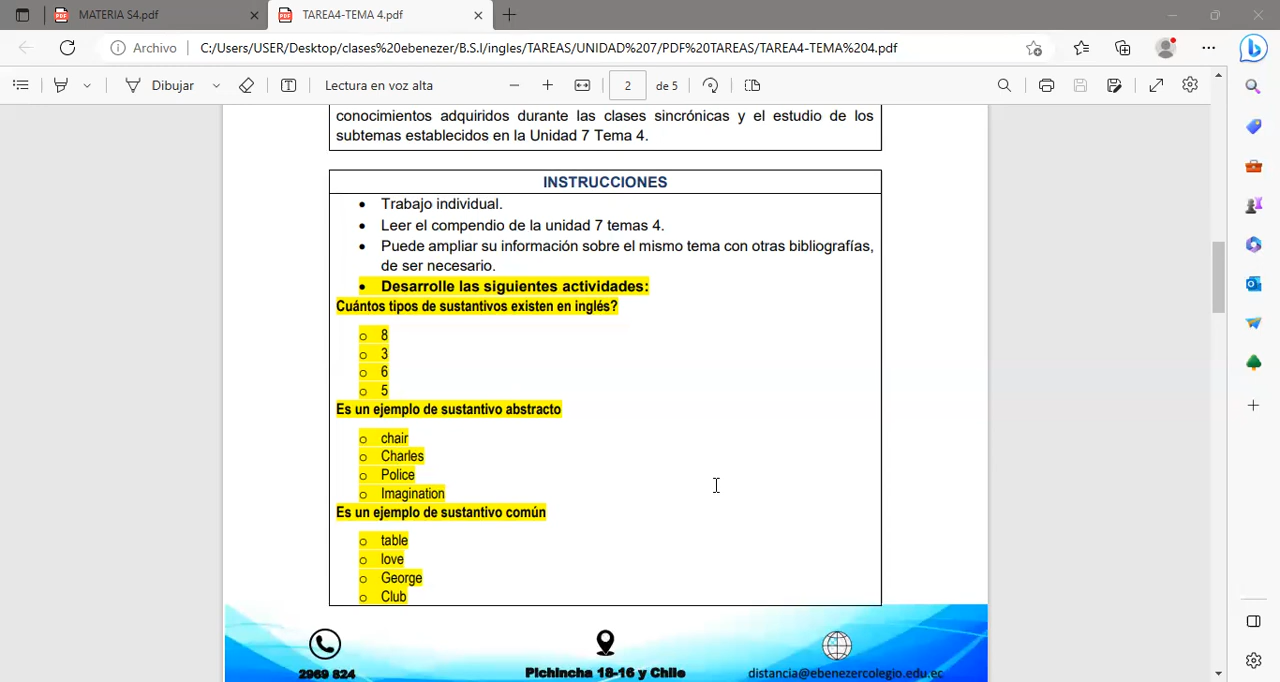 MATERIA S4.pdf
TAREA4-TEMA 4.pdf
Archivo
C:/Users/USER/Desktop/clases%20ebenezer/B.S.I/ingles/TAREAS/UNIDAD%207/PDF%20TAREAS/TAREA4-TEMA%204.pdf
Dibujar
Lectura en voz alta
2
de 5
conocimientos adquiridos durante las clases sincrónicas y el estudio de los
subtemas establecidos en la Unidad 7 Tema 4.
INSTRUCCIONES
• Trabajo individual.
• Leer el compendio de la unidad 7 temas 4.
• Puede ampliar su información sobre el mismo tema con otras bibliografías,
de ser necesario.
• Desarrolle las siguientes actividades:
Cuántos tipos de sustantivos existen en inglés?
o 8
o 3
o 6
o 5
Es un ejemplo de sustantivo abstracto
o chair
o Charles
o Police
o Imagination
Es un ejemplo de sustantivo común
o table
o love
o George
o Club
2969 824
Pichincha 18-16 y Chile
distancia@ebenezercolegio.edu.ec